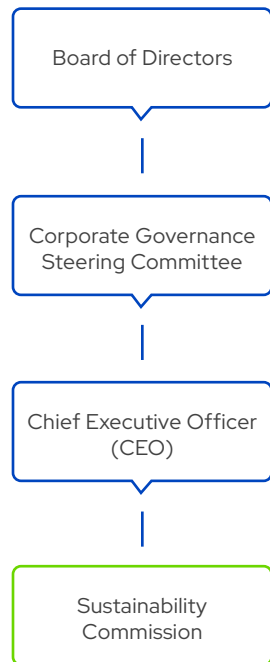 Board of Directors
Corporate Governance
Steering Committee
Chief Executive Officer
(CEO)
Sustainability
Commission